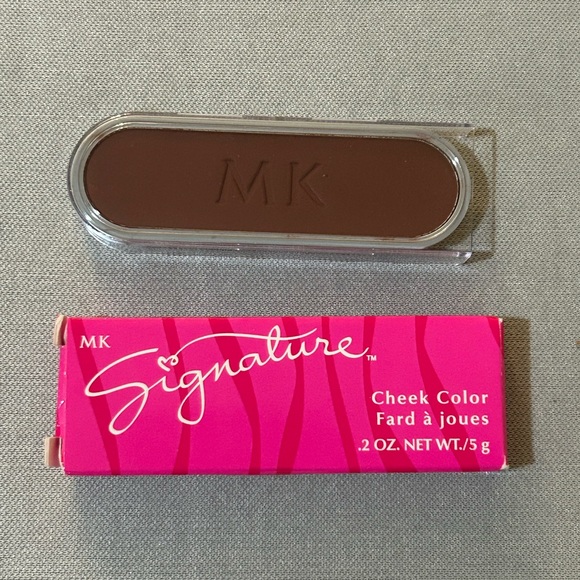 MK
MK
Signature™
Cheek Color
Fard à joues
.2 OZ. NET WT./5 g